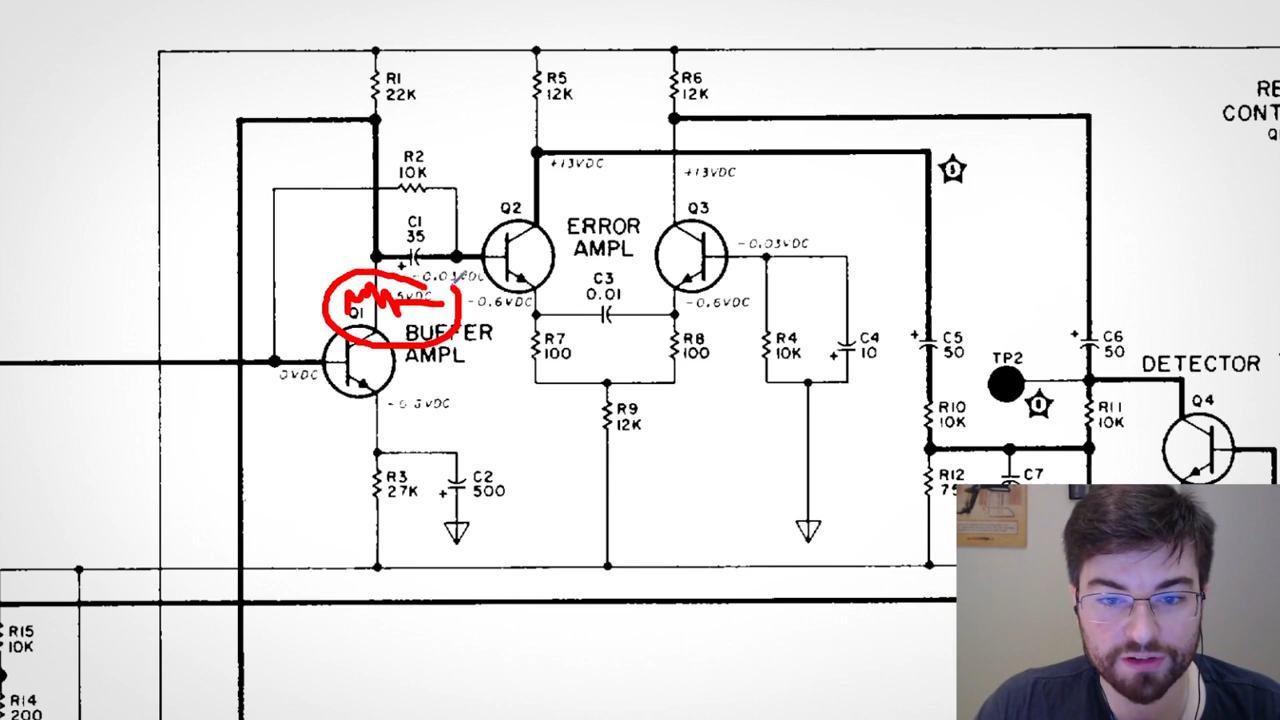 R1
22K
R5
12K
R6
12K
RE
CONT
R2
10K
+13VDC
+13VDC
5
C1
35
+
Q2
ERROR
AMPL
Q3
-0.03VDC
5VDC
-0.6VDC
C3
0.01
-0.6VDC
Q1
BUFFER
AMPL
0VDC
R7
100
R8
100
R4
10K
C4
10
+
C5
50
+
TP2
C6
50
+
DETECTOR
Q4
R9
12K
R10
10K
R11
10K
R3
27K
C2
500
+
R12
C7
R15
10K
R14
200